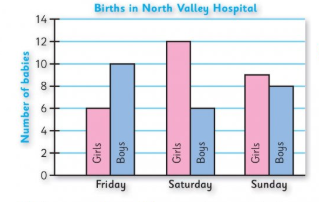 Births in North Valley Hospital
Number of babies
14
12
10
8
6
4
2
0
Girls
Boys
Girls
Boys
Girls
Boys
Friday
Saturday
Sunday